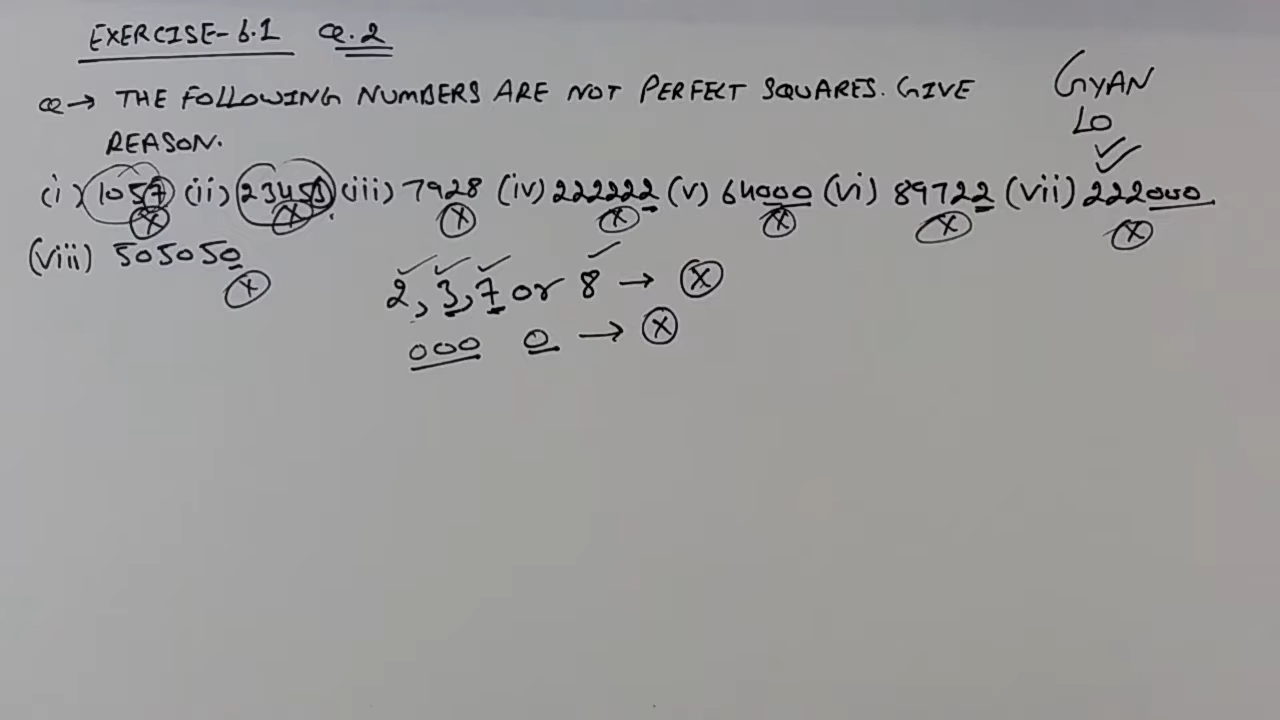 EXERCISE-6.1 Q.2
Q→ THE FOLLOWING NUMBERS ARE NOT PERFECT SQUARES. GIVE
REASON.
GYAN
LO
(i) 1057 (ii) 23453 (iii) 7928 (iv) 222222 (v) 64000 (vi) 89722 (vii) 222000
(viii) 505050
2, 3, 7 or 8 → X
000 0 → X